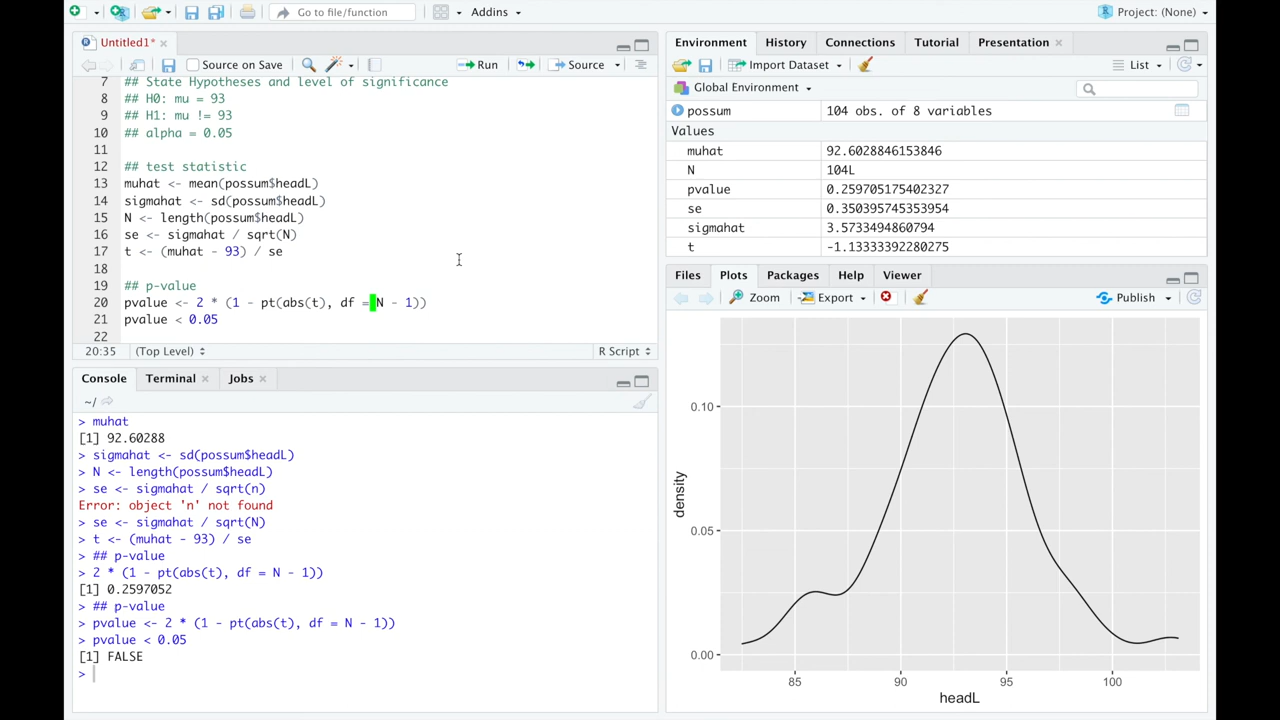 Go to file/function
Addins
Project: (None)
Untitled1*
Source on Save
Run
Source
7 ## State Hypotheses and level of significance
8 ## H0: mu = 93
9 ## H1: mu != 93
10 ## alpha = 0.05
11
12 ## test statistic
13 muhat <- mean(possum$headL)
14 sigmahat <- sd(possum$headL)
15 N <- length(possum$headL)
16 se <- sigmahat / sqrt(N)
17 t <- (muhat - 93) / se
18
19 ## p-value
20 pvalue <- 2 * (1 - pt(abs(t), df = N - 1))
21 pvalue < 0.05
22
20:35 (Top Level) R Script
Console Terminal Jobs
~/
> muhat
[1] 92.60288
> sigmahat <- sd(possum$headL)
> N <- length(possum$headL)
> se <- sigmahat / sqrt(n)
Error: object 'n' not found
> se <- sigmahat / sqrt(N)
> t <- (muhat - 93) / se
> ## p-value
> 2 * (1 - pt(abs(t), df = N - 1))
[1] 0.2597052
> ## p-value
> pvalue <- 2 * (1 - pt(abs(t), df = N - 1))
> pvalue < 0.05
[1] FALSE
>
Environment History Connections Tutorial Presentation
Import Dataset List
Global Environment
possum 104 obs. of 8 variables
Values
muhat 92.6028846153846
N 104L
pvalue 0.259705175402327
se 0.350395745353954
sigmahat 3.5733494860794
t -1.13333392280275
Files Plots Packages Help Viewer
Zoom Export Publish
0.10
0.05
0.00
density
85 90 95 100
headL